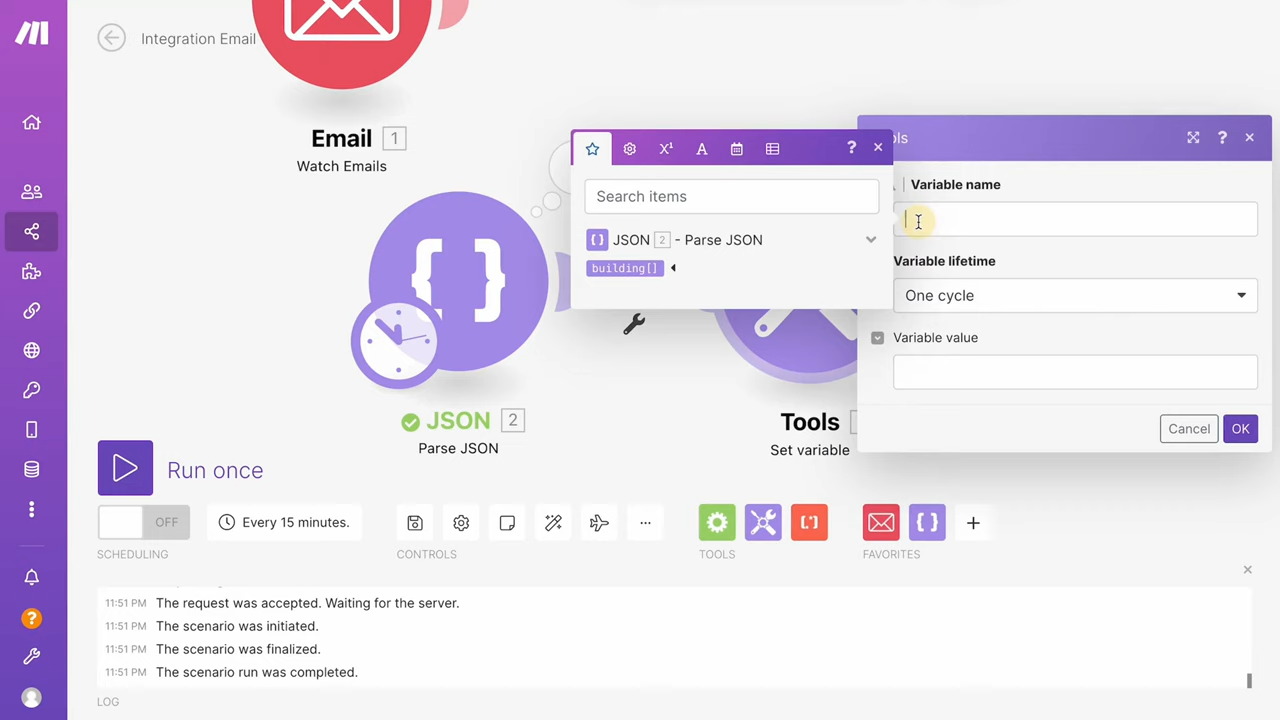 Integration Email
Email 1
Watch Emails
?
Search items
JSON 2 - Parse JSON
building[]
ols
?
Variable name
Variable lifetime
One cycle
Variable value
Cancel
OK
JSON 2
Parse JSON
Tools
Set variable
Run once
OFF
Every 15 minutes.
SCHEDULING
CONTROLS
TOOLS
FAVORITES
11:51 PM The request was accepted. Waiting for the server.
11:51 PM The scenario was initiated.
11:51 PM The scenario was finalized.
11:51 PM The scenario run was completed.
LOG